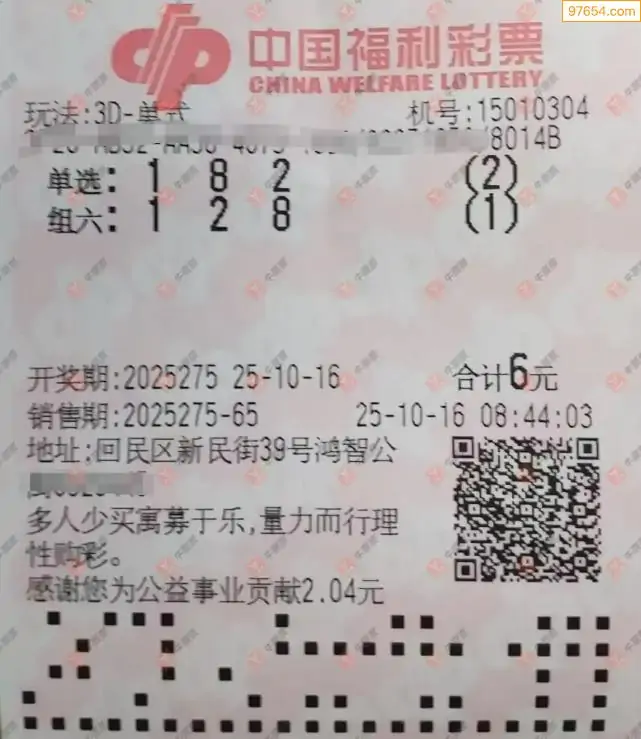 97654.com
中国福利彩票
CHINA WELFARE LOTTERY
玩法:3D-单式 机号:15010304
/8014B
单选: 1 8 2 (2)
组六: 1 2 8 (1)
开奖期:2025275 25-10-16 合计6元
销售期:2025275-65 25-10-16 08:44:03
地址:回民区新民街39号鸿智公
多人少买寓募于乐,量力而行理
性购彩。
感谢您为公益事业贡献2.04元